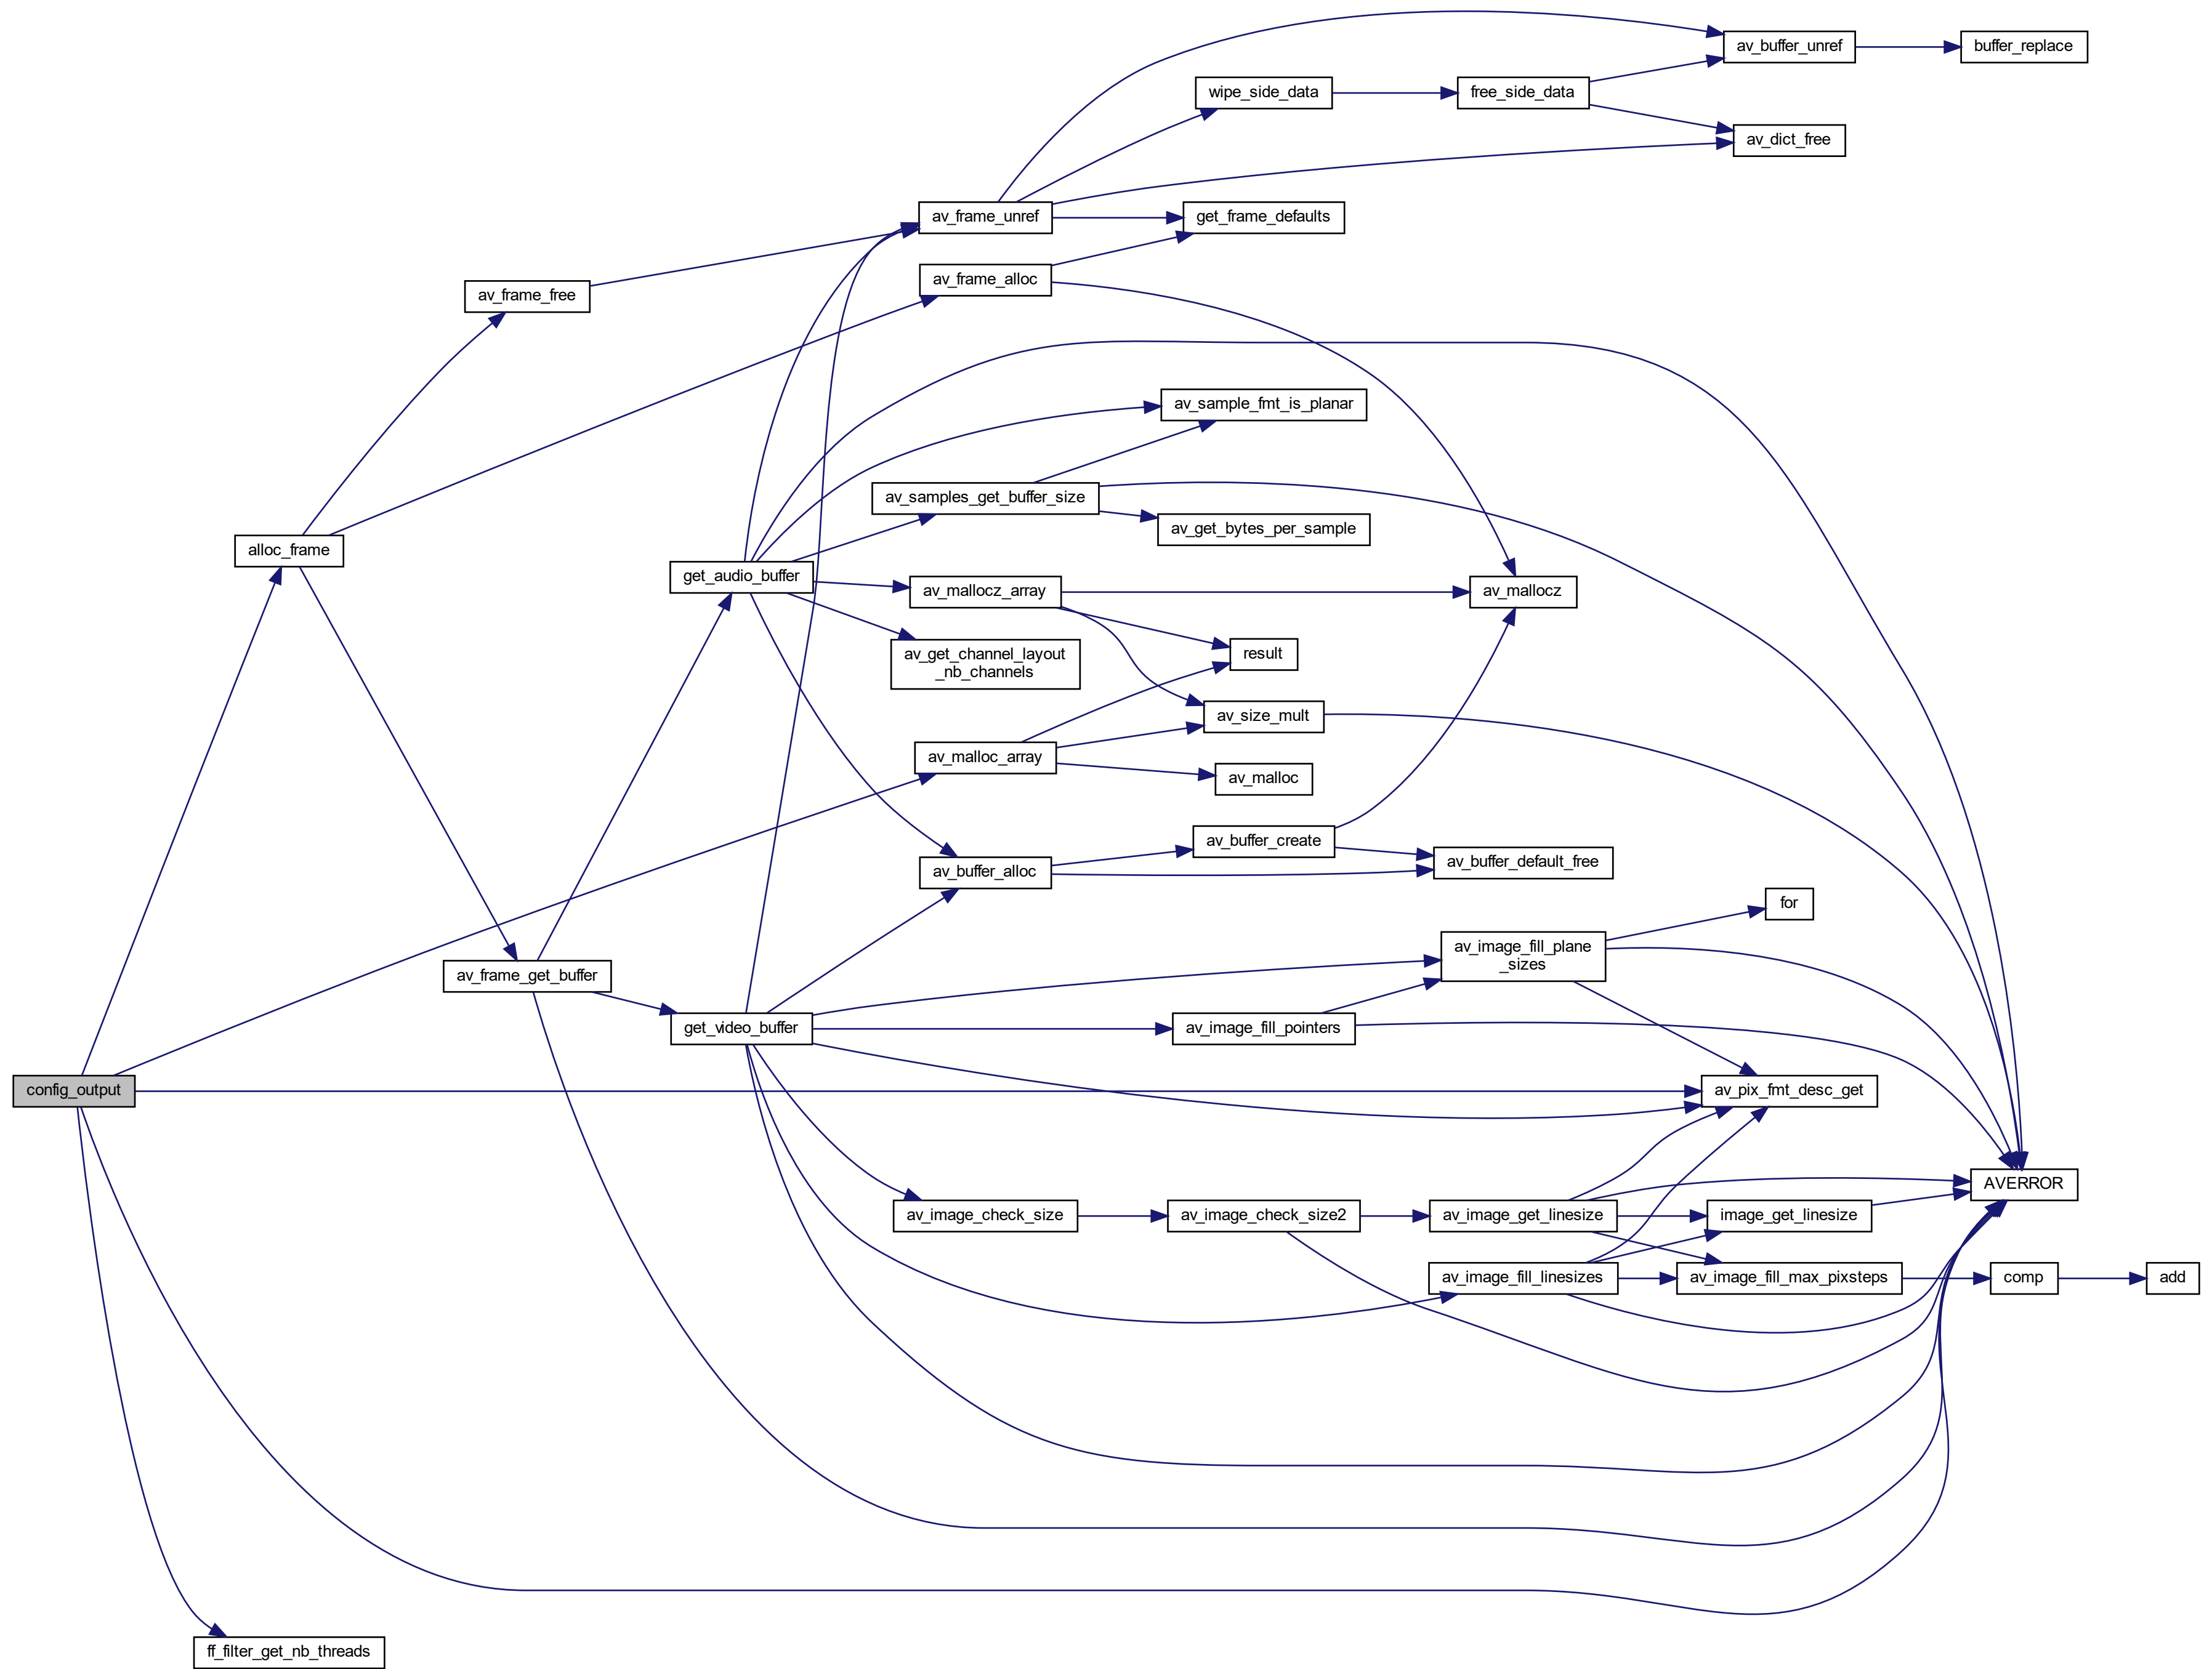 av_buffer_unref
buffer_replace
wipe_side_data
free_side_data
av_dict_free
av_frame_unref
get_frame_defaults
av_frame_alloc
av_frame_free
av_sample_fmt_is_planar
av_samples_get_buffer_size
av_get_bytes_per_sample
alloc_frame
get_audio_buffer
av_mallocz_array
av_mallocz
av_get_channel_layout
_nb_channels
result
av_size_mult
av_malloc_array
av_malloc
av_buffer_create
av_buffer_alloc
av_buffer_default_free
for
av_image_fill_plane
_sizes
av_frame_get_buffer
get_video_buffer
av_image_fill_pointers
config_output
av_pix_fmt_desc_get
AVERROR
av_image_check_size
av_image_check_size2
av_image_get_linesize
image_get_linesize
av_image_fill_linesizes
av_image_fill_max_pixsteps
comp
add
ff_filter_get_nb_threads